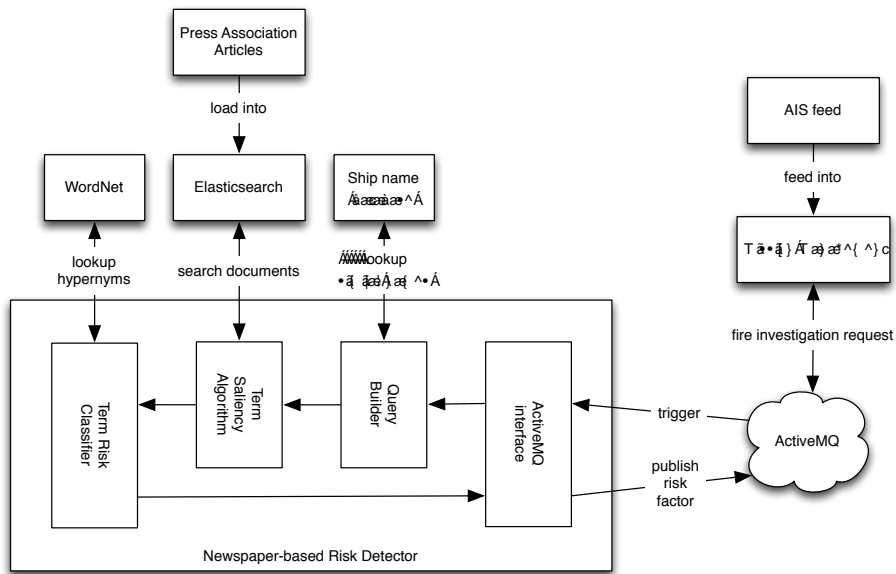 Press Association
Articles
load into
AIS feed
WordNet
Elasticsearch
Ship name
feed into
lookup
hypernyms
search documents
lookup
fire investigation request
Term Risk
Classifier
Term
Saliency
Algorithm
Query
Builder
ActiveMQ
interface
trigger
ActiveMQ
publish
risk
factor
Newspaper-based Risk Detector